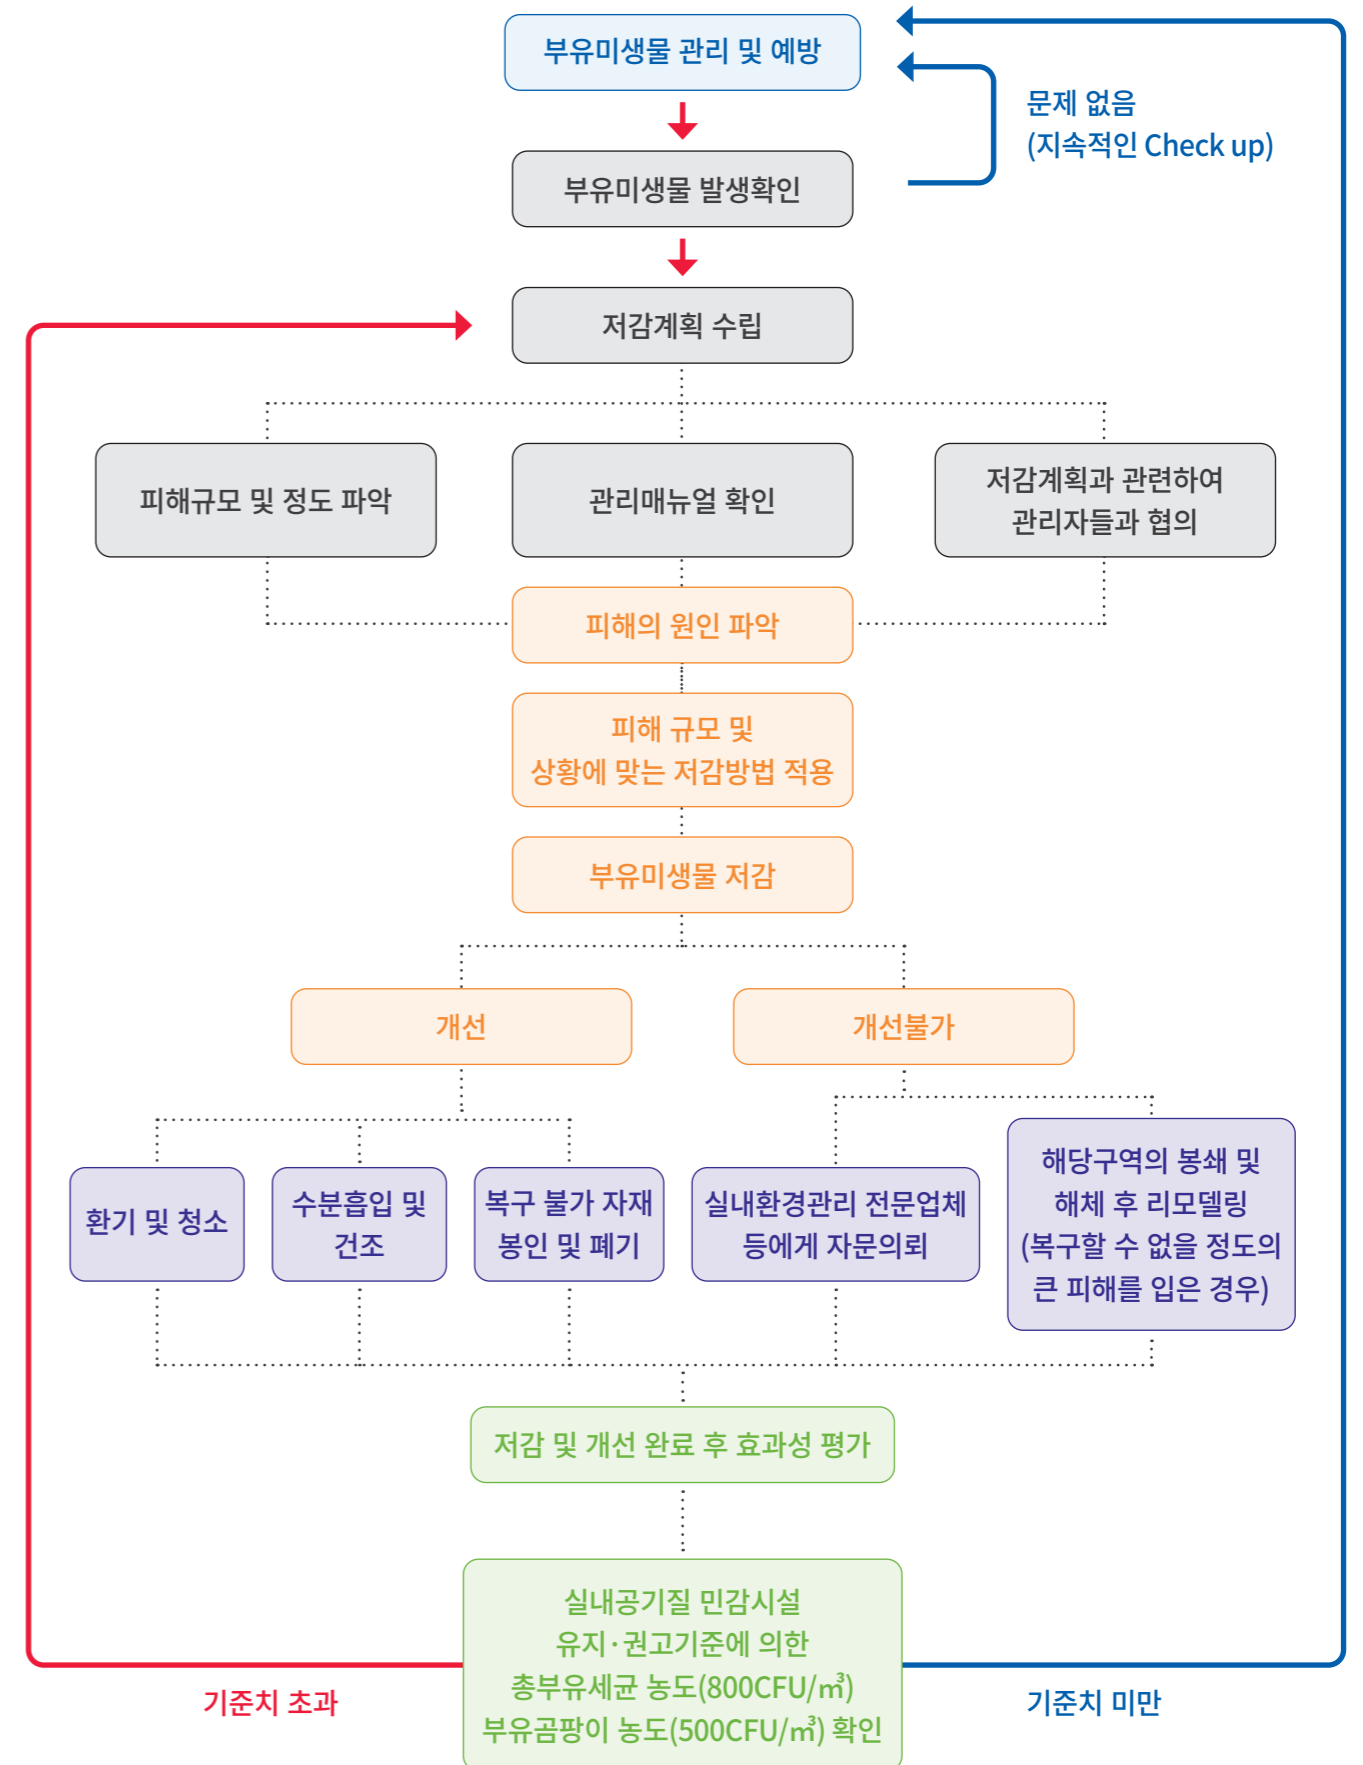 부유미생물 관리 및 예방
문제 없음
(지속적인 Check up)
부유미생물 발생확인
저감계획 수립
피해규모 및 정도 파악
관리매뉴얼 확인
저감계획과 관련하여
관리자들과 협의
피해의 원인 파악
피해 규모 및
상황에 맞는 저감방법 적용
부유미생물 저감
개선
개선불가
환기 및 청소
수분흡입 및
건조
복구 불가 자재
봉인 및 폐기
실내환경관리 전문업체
등에게 자문의뢰
해당구역의 봉쇄 및
해체 후 리모델링
(복구할 수 없을 정도의
큰 피해를 입은 경우)
저감 및 개선 완료 후 효과성 평가
실내공기질 민감시설
유지·권고기준에 의한
총부유세균 농도(800CFU/㎥)
부유곰팡이 농도(500CFU/㎥) 확인
기준치 초과
기준치 미만